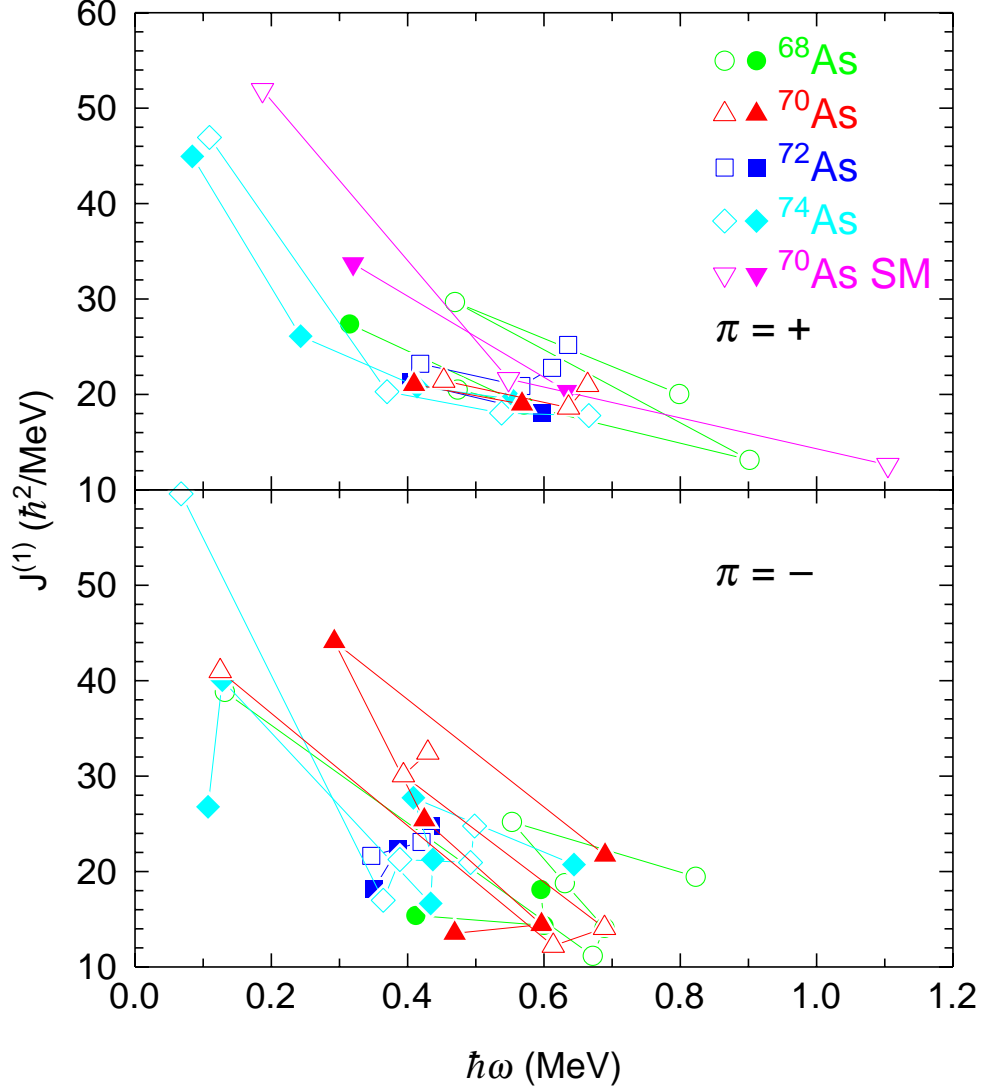 60
50
40
30
20
10
50
40
30
20
10
0.0 0.2 0.4 0.6 0.8 1.0 1.2
J⁽¹⁾ (ℏ²/MeV)
ℏω (MeV)
⁶⁸As
⁷⁰As
⁷²As
⁷⁴As
⁷⁰As SM
π = +
π = −